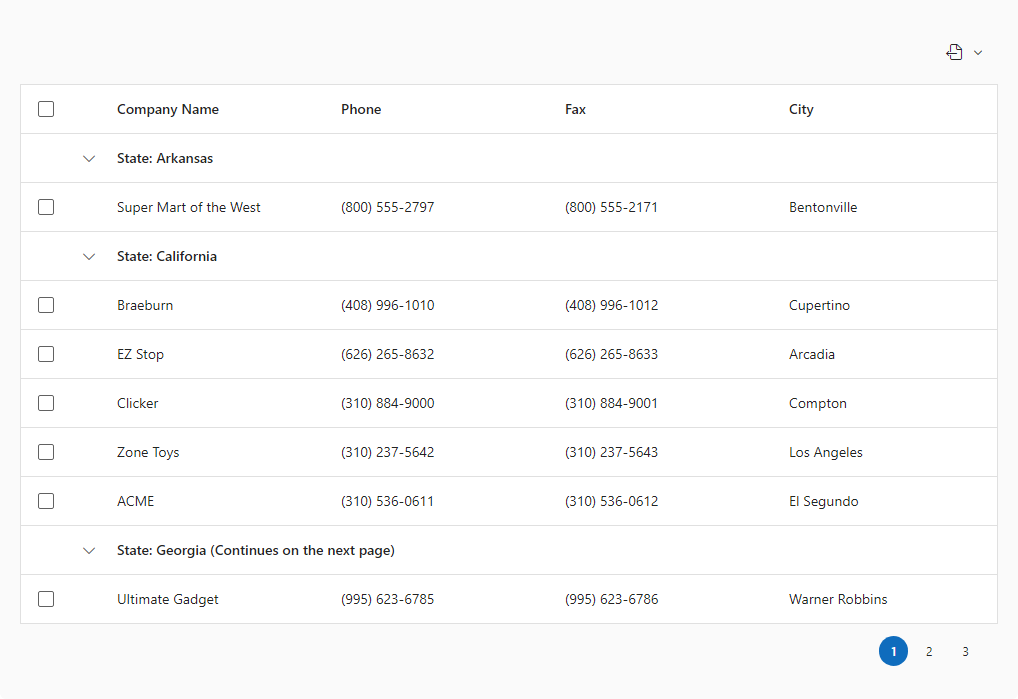 Company Name Phone Fax City
State: Arkansas
Super Mart of the West (800) 555-2797 (800) 555-2171 Bentonville
State: California
Braeburn (408) 996-1010 (408) 996-1012 Cupertino
EZ Stop (626) 265-8632 (626) 265-8633 Arcadia
Clicker (310) 884-9000 (310) 884-9001 Compton
Zone Toys (310) 237-5642 (310) 237-5643 Los Angeles
ACME (310) 536-0611 (310) 536-0612 El Segundo
State: Georgia (Continues on the next page)
Ultimate Gadget (995) 623-6785 (995) 623-6786 Warner Robbins
1 2 3